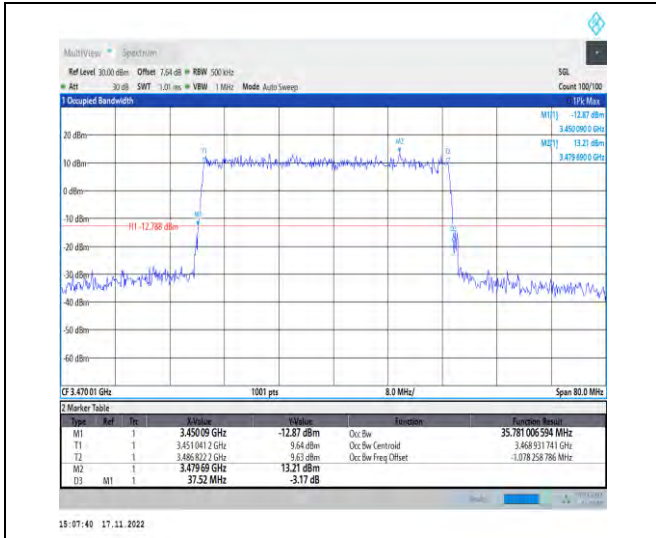 MultiView Spectrum
Ref Level 30.00 dBm Offset 7.64 dB RBW 500 kHz SGL
Att 30 dB SWT 1.01 ms VBW 1 MHz Mode Auto Sweep Count 100/100
1 Occupied Bandwidth 1Pk Max
M1[1] -12.87 dBm
3.450 090 0 GHz
M2[1] 13.21 dBm
3.479 690 0 GHz
20 dBm
M2
T1 T2
10 dBm
0 dBm
-10 dBm
M1
H1 -12.788 dBm
D3
-20 dBm
-30 dBm
-40 dBm
-50 dBm
-60 dBm
CF 3.470 01 GHz 1001 pts 8.0 MHz/ Span 80.0 MHz
2 Marker Table
Type Ref Trc X-Value Y-Value Function Function Result
M1 1 3.450 09 GHz -12.87 dBm Occ Bw 35.781 006 594 MHz
T1 1 3.451 041 2 GHz 9.64 dBm Occ Bw Centroid 3.468 931 741 GHz
T2 1 3.486 822 2 GHz 9.63 dBm Occ Bw Freq Offset -1.078 258 786 MHz
M2 1 3.479 69 GHz 13.21 dBm
D3 M1 1 37.52 MHz -3.17 dB
15:07:40 17.11.2022